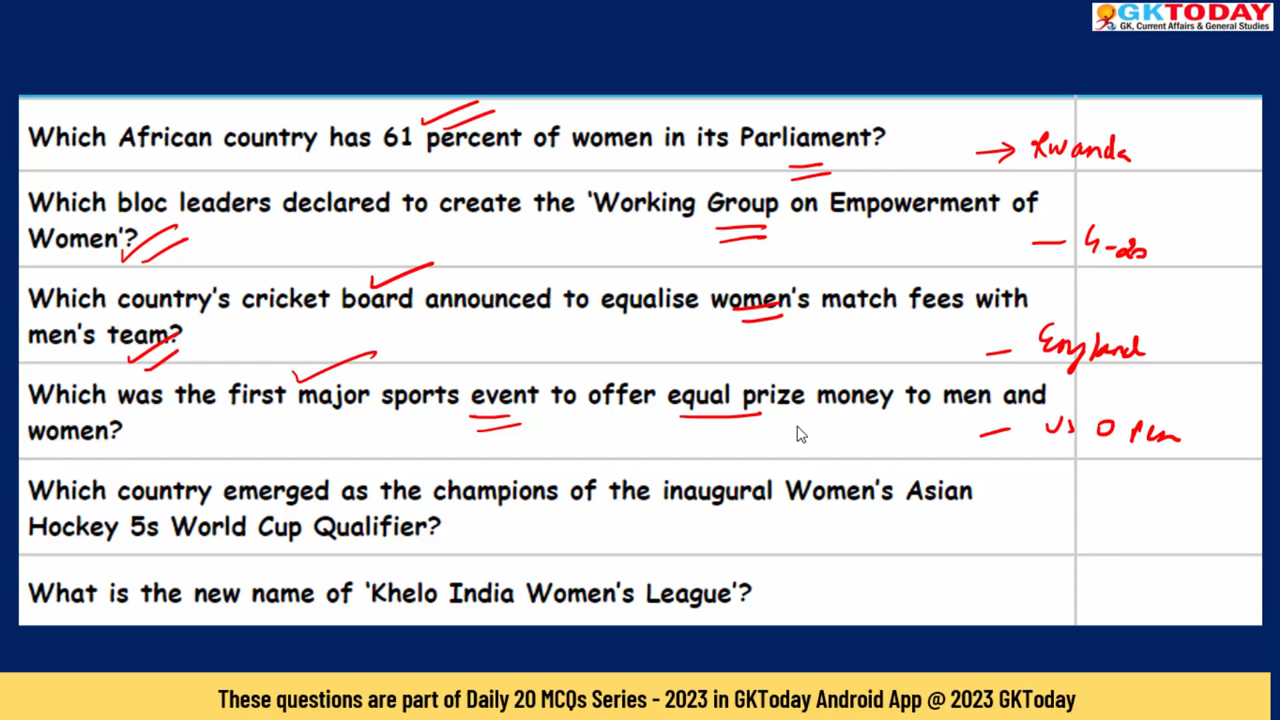 GKTODAY
GK, Current Affairs & General Studies
Which African country has 61 percent of women in its Parliament?
→ Rwanda
Which bloc leaders declared to create the 'Working Group on Empowerment of
Women'?
- G-20
Which country's cricket board announced to equalise women's match fees with
men's team?
- England
Which was the first major sports event to offer equal prize money to men and
women?
- US Open
Which country emerged as the champions of the inaugural Women's Asian
Hockey 5s World Cup Qualifier?
What is the new name of 'Khelo India Women's League'?
These questions are part of Daily 20 MCQs Series - 2023 in GKToday Android App @ 2023 GKToday